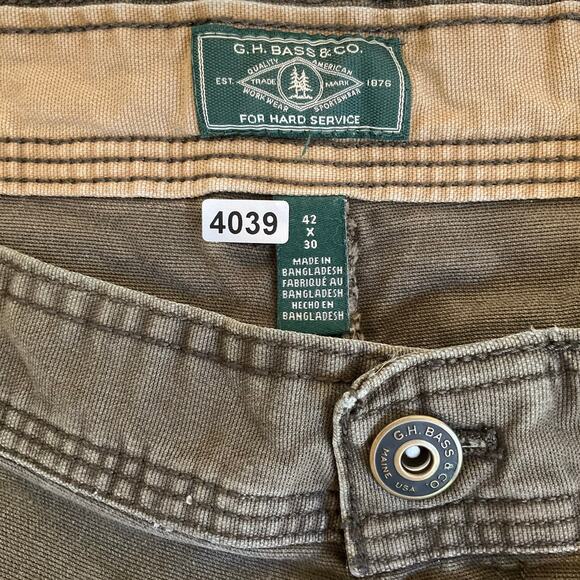 G.H. BASS & CO.
QUALITY AMERICAN
EST. TRADE MARK 1876
WORKWEAR SPORTSWEAR
FOR HARD SERVICE
4039
42
X
30
MADE IN
BANGLADESH
FABRIQUÉ AU
BANGLADESH
HECHO EN
BANGLADESH
G.H. BASS & CO.
MAINE USA